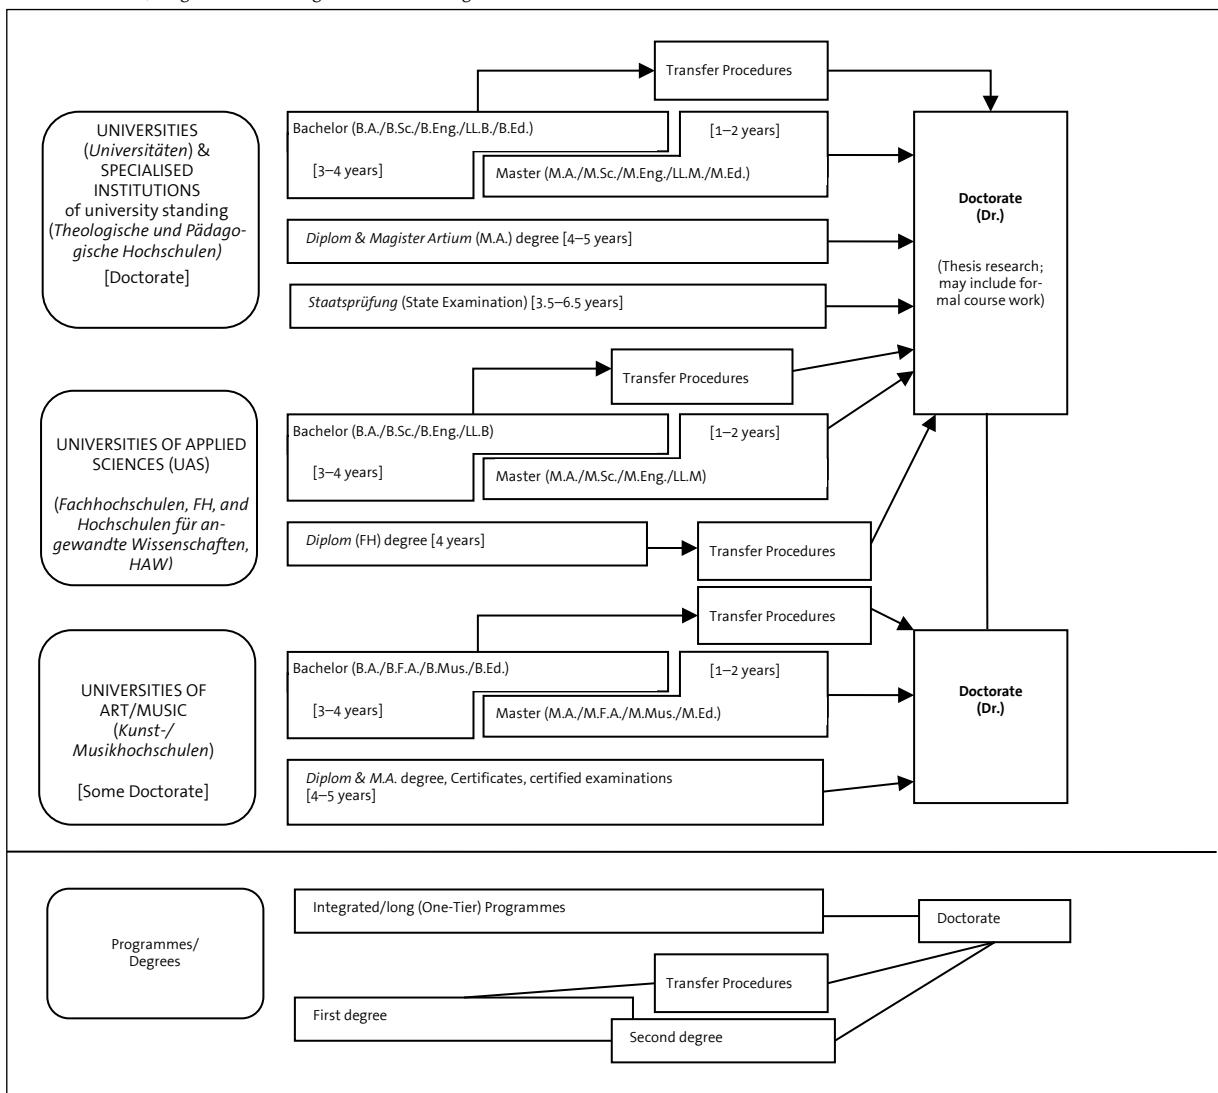 Transfer Procedures
UNIVERSITIES
(Universitäten) &
SPECIALISED
INSTITUTIONS
of university standing
(Theologische und Pädago-
gische Hochschulen)
[Doctorate]
Bachelor (B.A./B.Sc./B.Eng./LL.B./B.Ed.)
[1–2 years]
[3–4 years]
Master (M.A./M.Sc./M.Eng./LL.M./M.Ed.)
Diplom & Magister Artium (M.A.) degree [4–5 years]
Staatsprüfung (State Examination) [3.5–6.5 years]
Doctorate
(Dr.)
(Thesis research;
may include for-
mal course work)
Transfer Procedures
UNIVERSITIES OF APPLIED
SCIENCES (UAS)
(Fachhochschulen, FH, and
Hochschulen für an-
gewandte Wissenschaften,
HAW)
Bachelor (B.A./B.Sc./B.Eng./LL.B)
[1–2 years]
[3–4 years]
Master (M.A./M.Sc./M.Eng./LL.M)
Diplom (FH) degree [4 years]
Transfer Procedures
Transfer Procedures
UNIVERSITIES OF
ART/MUSIC
(Kunst-/
Musikhochschulen)
[Some Doctorate]
Bachelor (B.A./B.F.A./B.Mus./B.Ed.)
[1–2 years]
[3–4 years]
Master (M.A./M.F.A./M.Mus./M.Ed.)
Diplom & M.A. degree, Certificates, certified examinations
[4–5 years]
Doctorate
(Dr.)
Programmes/
Degrees
Integrated/long (One-Tier) Programmes
Doctorate
Transfer Procedures
First degree
Second degree